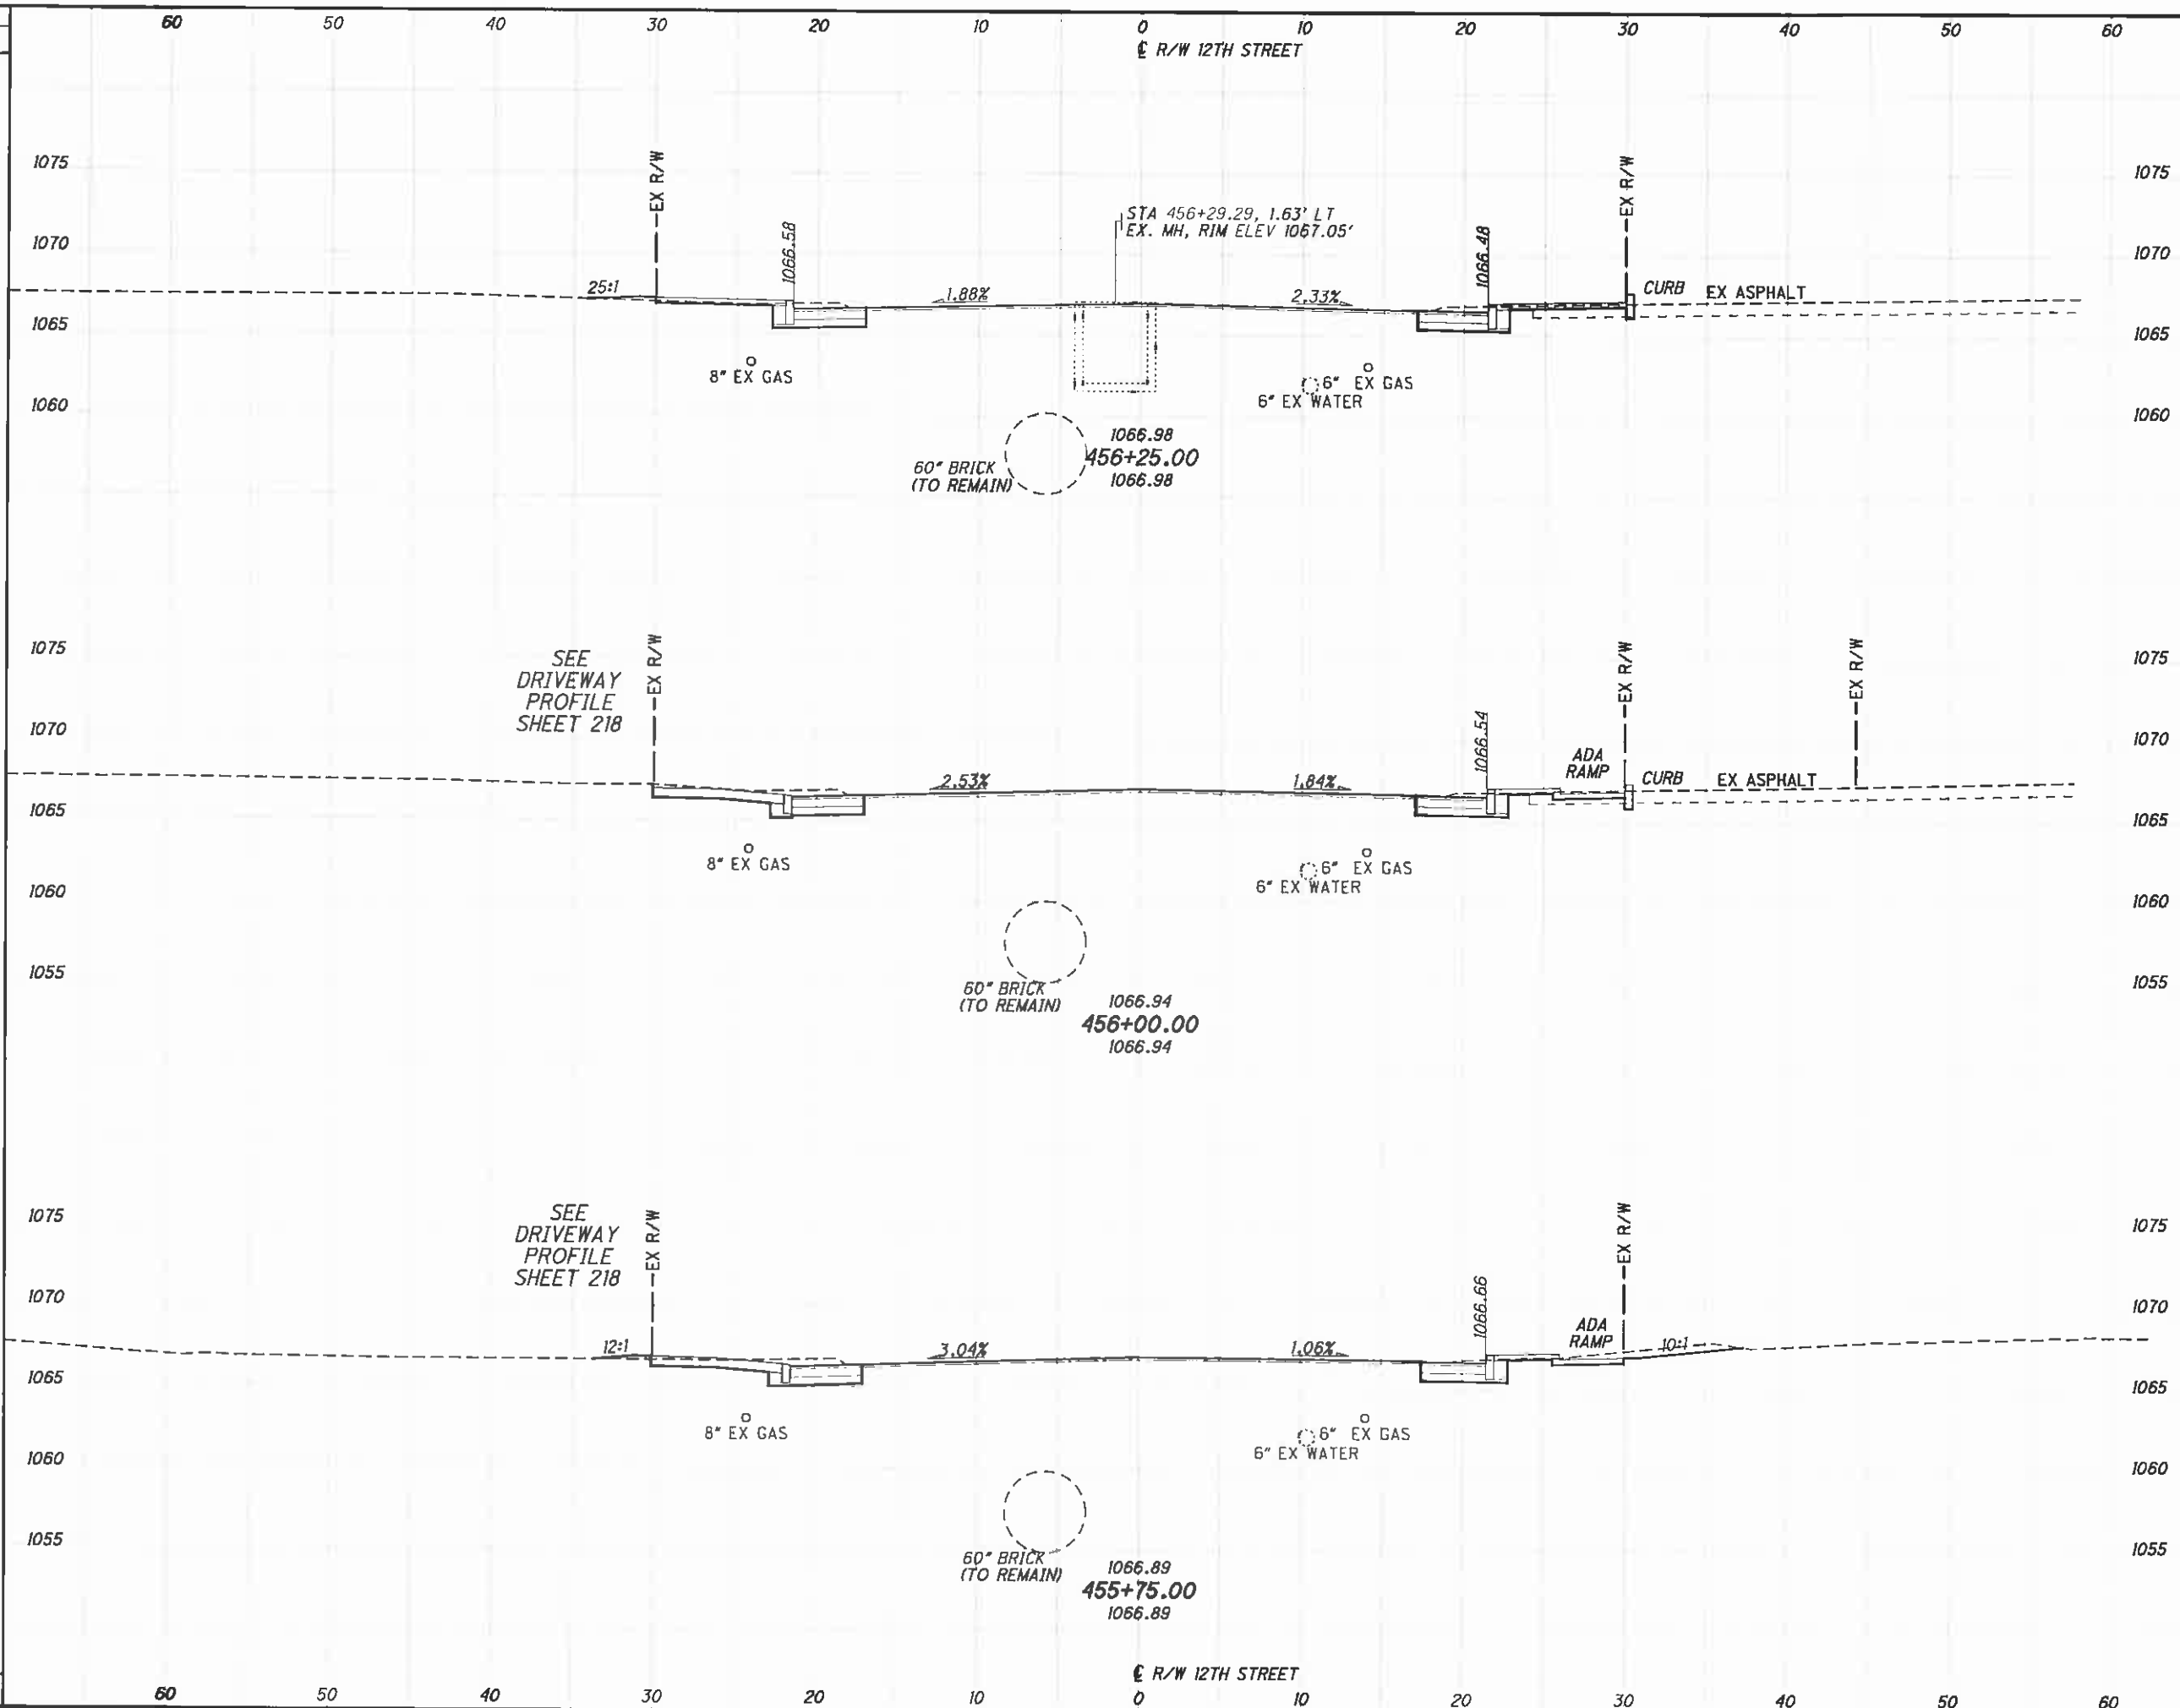 60 50 40 30 20 10 0 10 20 30 40 50 60
℄ R/W 12TH STREET
EX R/W
EX R/W
1075 1075
STA 456+29.29, 1.63' LT
EX. MH, RIM ELEV 1067.05'
1066.58
1066.48
1070 1070
25:1
1.88%
2.33%
CURB EX ASPHALT
1065 1065
8" EX GAS
6" EX GAS
6" EX WATER
1060 1060
1066.98
60" BRICK
(TO REMAIN)
456+25.00
1066.98
EX R/W
EX R/W
EX R/W
1075 1075
SEE
DRIVEWAY
PROFILE
SHEET 218
1066.54
1070 1070
ADA
RAMP
2.53%
1.84%
CURB EX ASPHALT
1065 1065
8" EX GAS
6" EX GAS
6" EX WATER
1060 1060
1055 1055
60" BRICK
(TO REMAIN)
1066.94
456+00.00
1066.94
EX R/W
EX R/W
1075 1075
SEE
DRIVEWAY
PROFILE
SHEET 218
1066.66
1070 1070
ADA
RAMP
12:1
3.04%
1.06%
10:1
1065 1065
8" EX GAS
6" EX GAS
6" EX WATER
1060 1060
1055 1055
60" BRICK
(TO REMAIN)
1066.89
455+75.00
1066.89
℄ R/W 12TH STREET
60 50 40 30 20 10 0 10 20 30 40 50 60